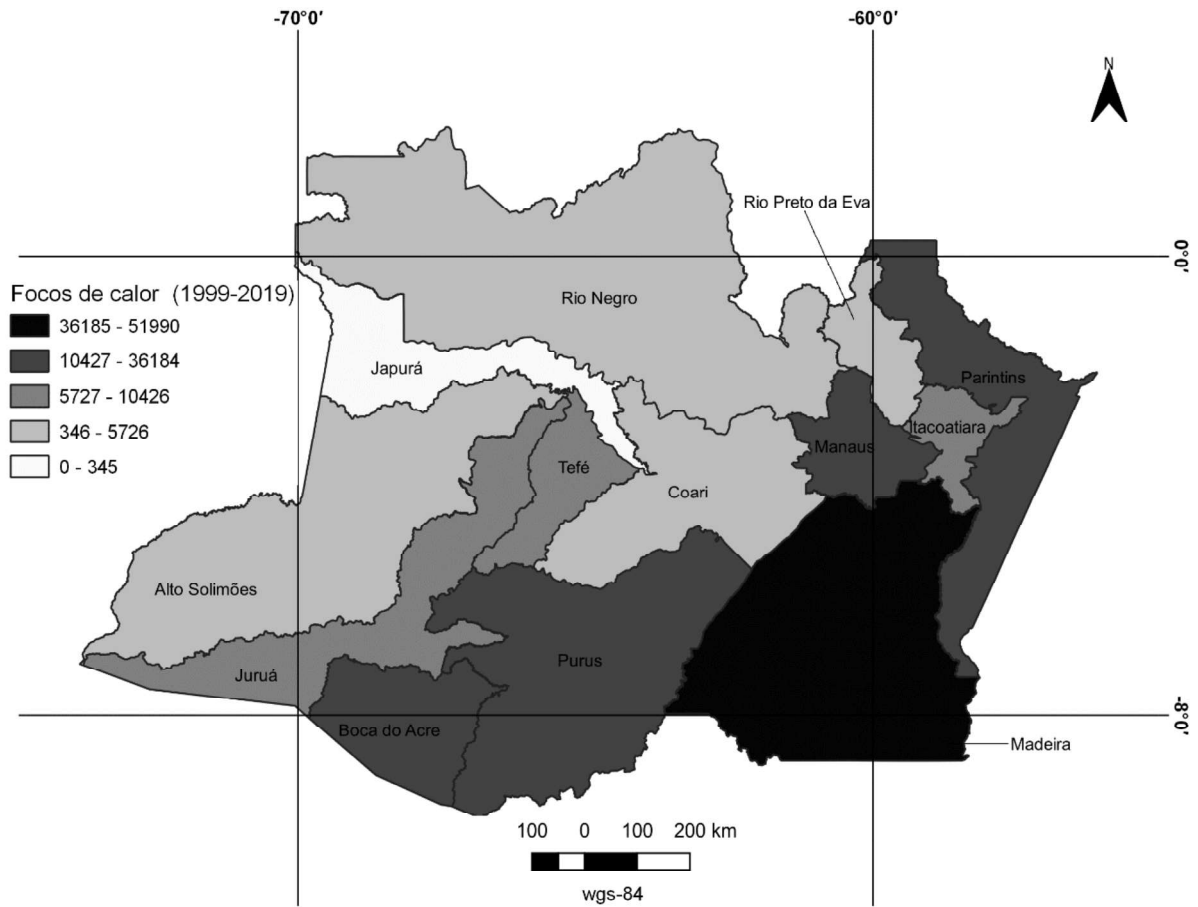 -70°0'
-60°0'
N
Rio Preto da Eva
0°0'
Focos de calor (1999-2019)
36185 - 51990
10427 - 36184
5727 - 10426
346 - 5726
0 - 345
Rio Negro
Japurá
Parintins
Itacoatiara
Manaus
Tefé
Coari
Alto Solimões
Juruá
Purus
Boca do Acre
-8°0'
Madeira
100 0 100 200 km
wgs-84